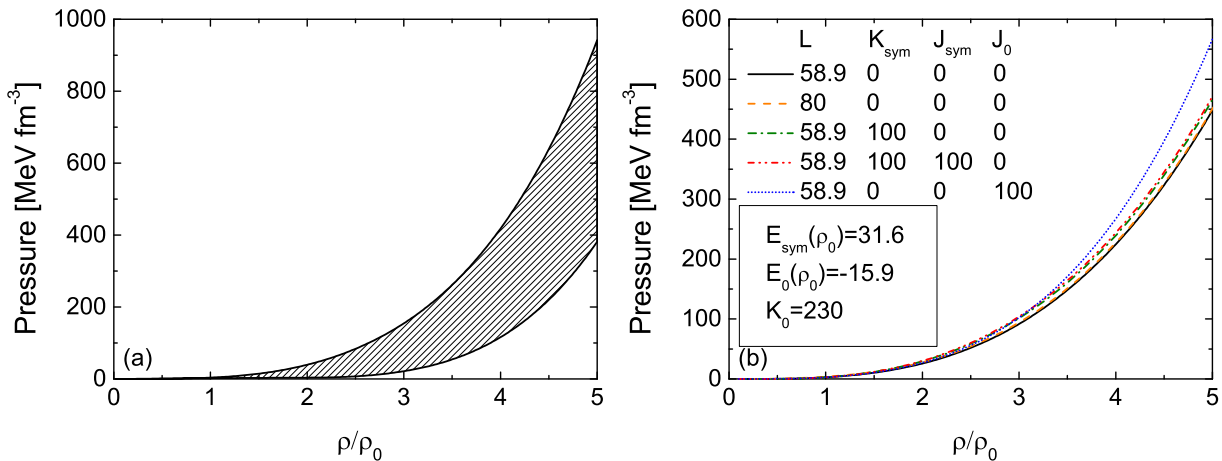 1000
800
600
400
200
0
Pressure [MeV fm⁻³]
(a)
0 1 2 3 4 5
ρ/ρ₀
600
500
400
300
200
100
0
Pressure [MeV fm⁻³]
L K_sym J_sym J₀
58.9 0 0 0
80 0 0 0
58.9 100 0 0
58.9 100 100 0
58.9 0 0 100
E_sym(ρ₀)=31.6
E₀(ρ₀)=-15.9
K₀=230
(b)
0 1 2 3 4 5
ρ/ρ₀